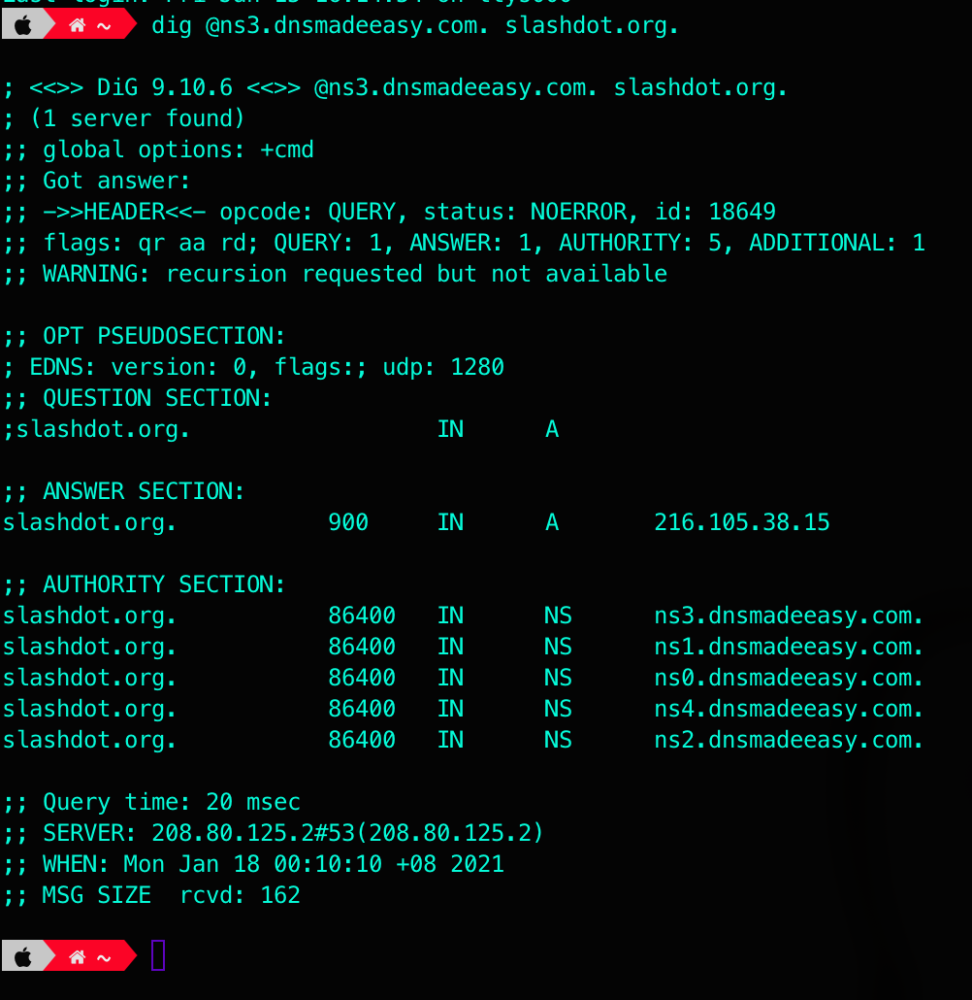 ~ dig @ns3.dnsmadeeasy.com. slashdot.org.
; <<>> DiG 9.10.6 <<>> @ns3.dnsmadeeasy.com. slashdot.org.
; (1 server found)
;; global options: +cmd
;; Got answer:
;; ->>HEADER<<- opcode: QUERY, status: NOERROR, id: 18649
;; flags: qr aa rd; QUERY: 1, ANSWER: 1, AUTHORITY: 5, ADDITIONAL: 1
;; WARNING: recursion requested but not available
;; OPT PSEUDOSECTION:
; EDNS: version: 0, flags:; udp: 1280
;; QUESTION SECTION:
;slashdot.org. IN A
;; ANSWER SECTION:
slashdot.org. 900 IN A 216.105.38.15
;; AUTHORITY SECTION:
slashdot.org. 86400 IN NS ns3.dnsmadeeasy.com.
slashdot.org. 86400 IN NS ns1.dnsmadeeasy.com.
slashdot.org. 86400 IN NS ns0.dnsmadeeasy.com.
slashdot.org. 86400 IN NS ns4.dnsmadeeasy.com.
slashdot.org. 86400 IN NS ns2.dnsmadeeasy.com.
;; Query time: 20 msec
;; SERVER: 208.80.125.2#53(208.80.125.2)
;; WHEN: Mon Jan 18 00:10:10 +08 2021
;; MSG SIZE rcvd: 162
~